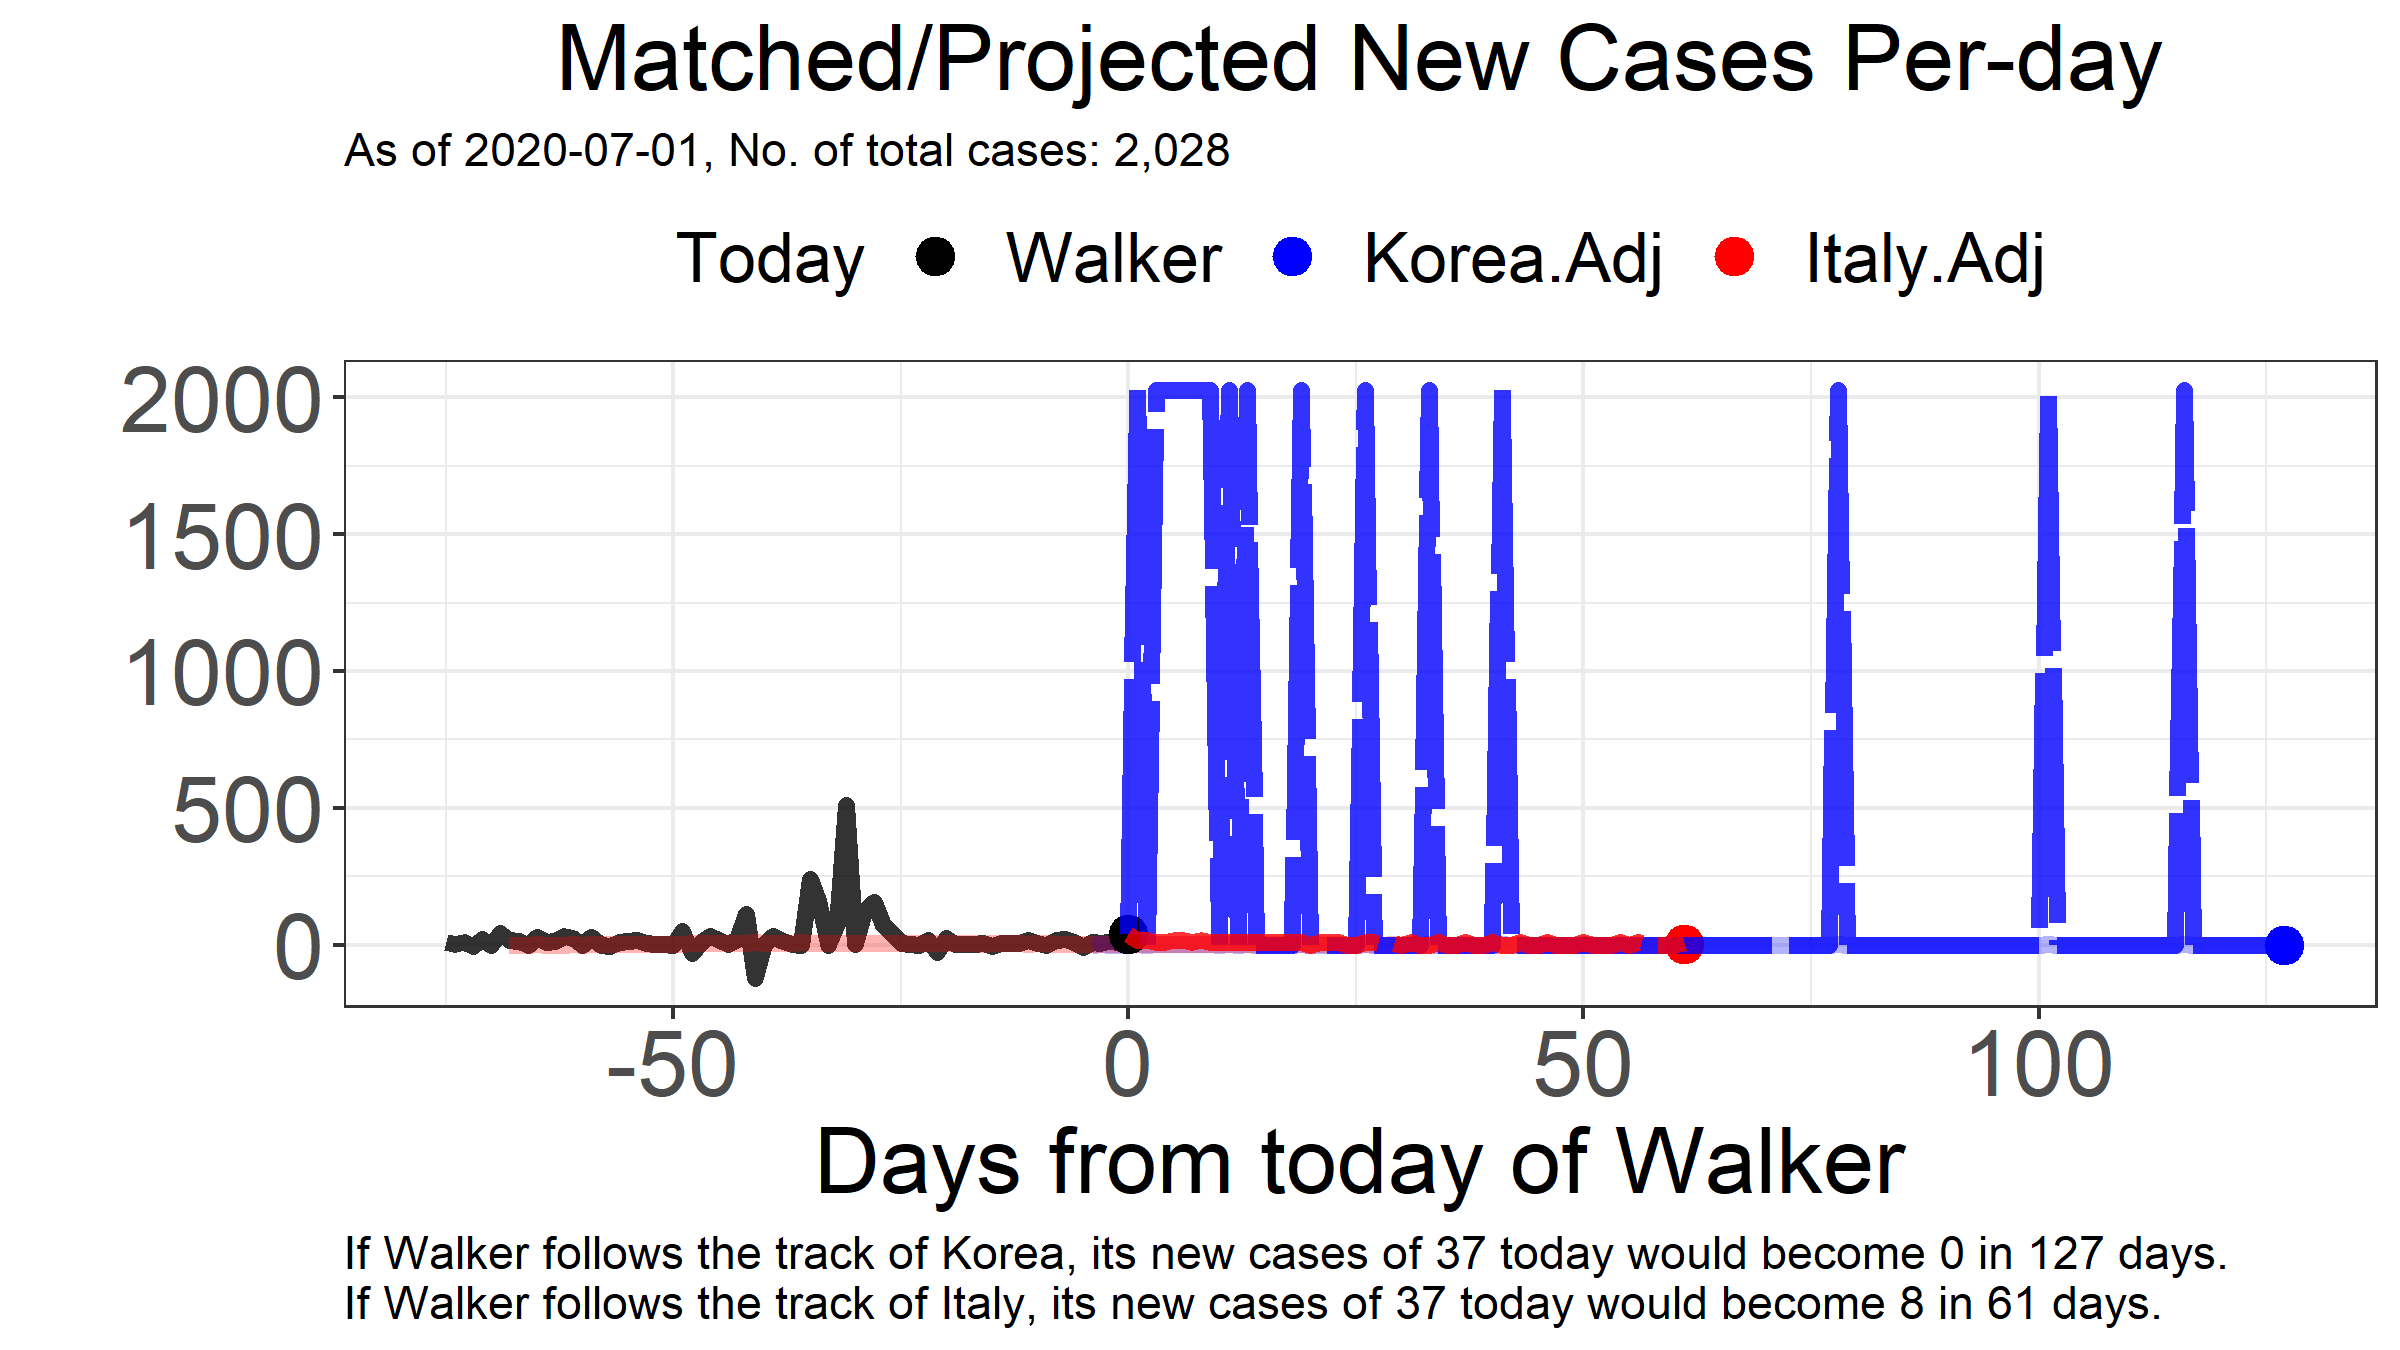 Matched/Projected New Cases Per-day
As of 2020-07-01, No. of total cases: 2,028
Today Walker Korea.Adj Italy.Adj
2000
1500
1000
500
0
-50 0 50 100
Days from today of Walker
If Walker follows the track of Korea, its new cases of 37 today would become 0 in 127 days.
If Walker follows the track of Italy, its new cases of 37 today would become 8 in 61 days.